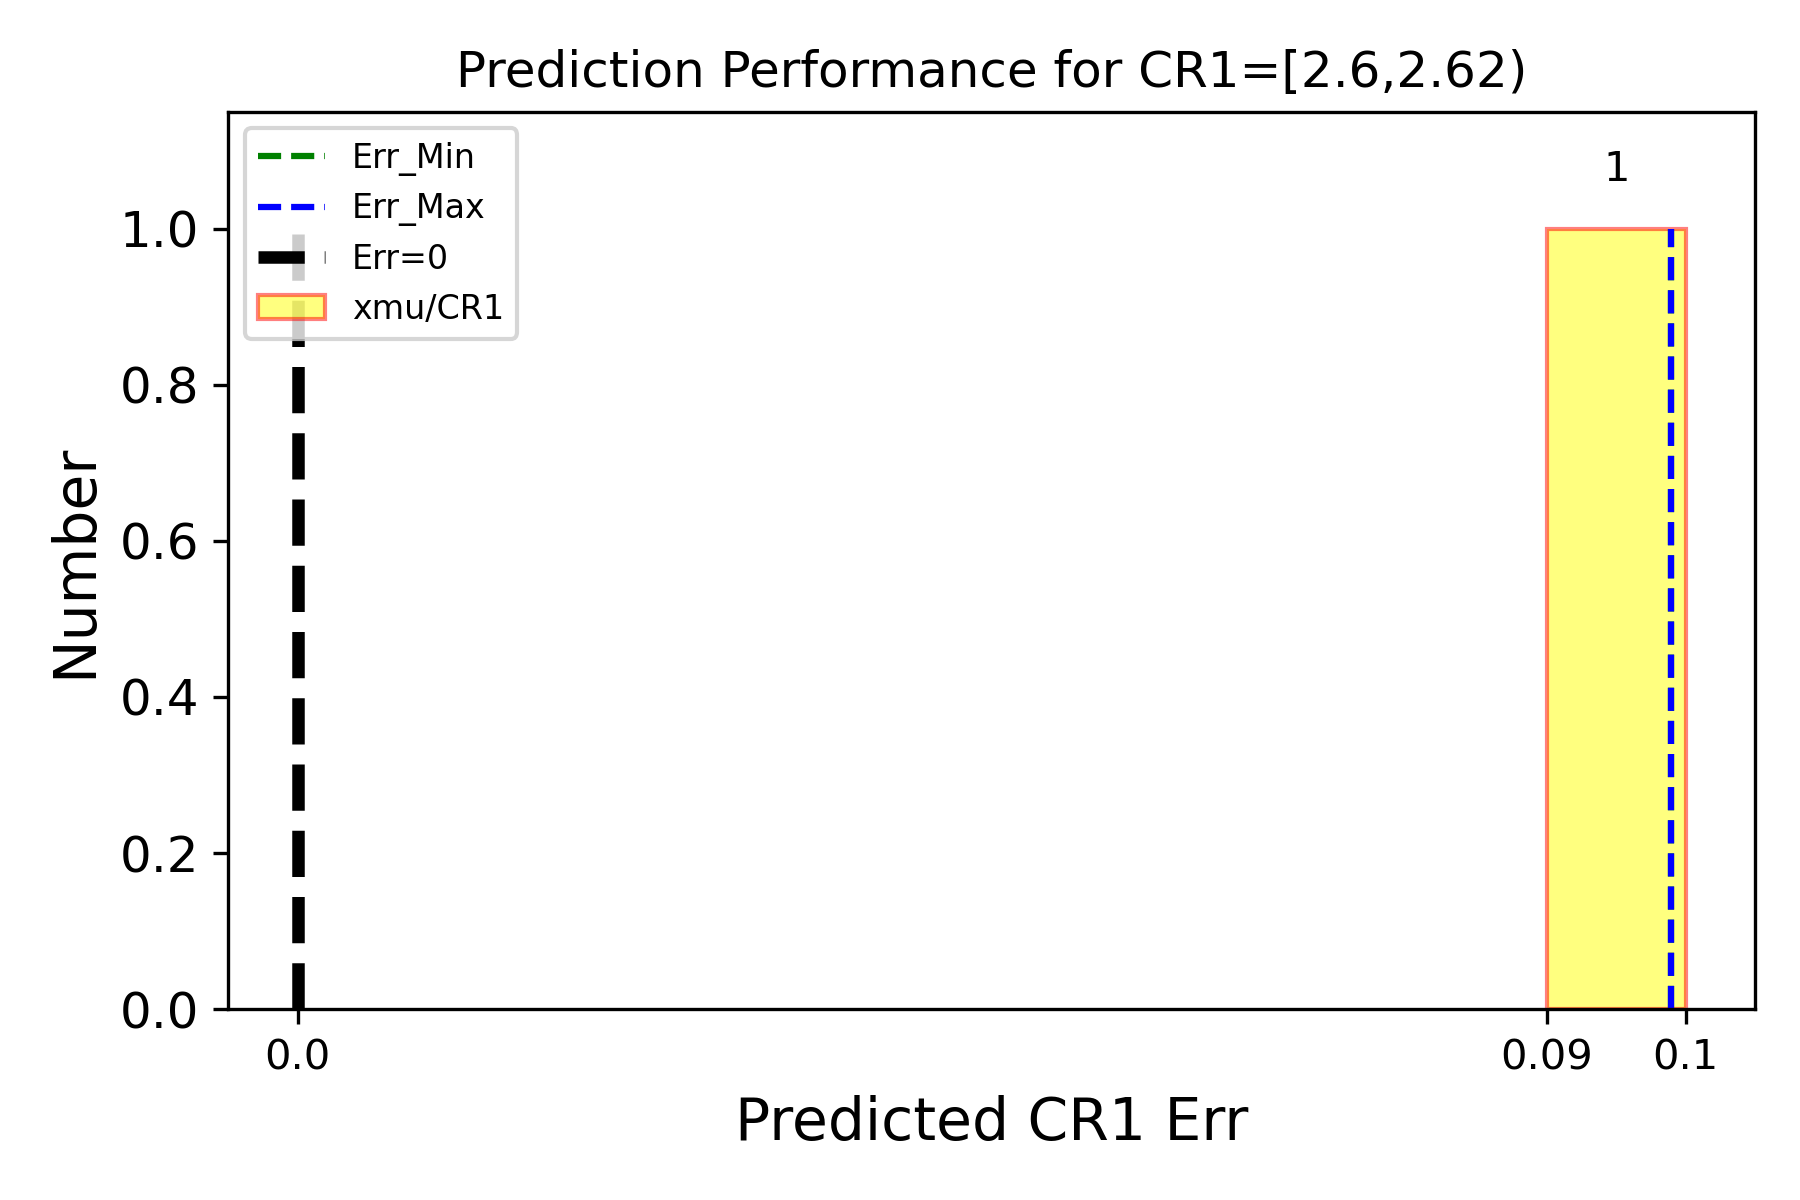 Prediction Performance for CR1=[2.6,2.62)
Err_Min
Err_Max
Err=0
xmu/CR1
1
1.0
0.8
0.6
0.4
0.2
0.0
Number
0.0
0.09
0.1
Predicted CR1 Err